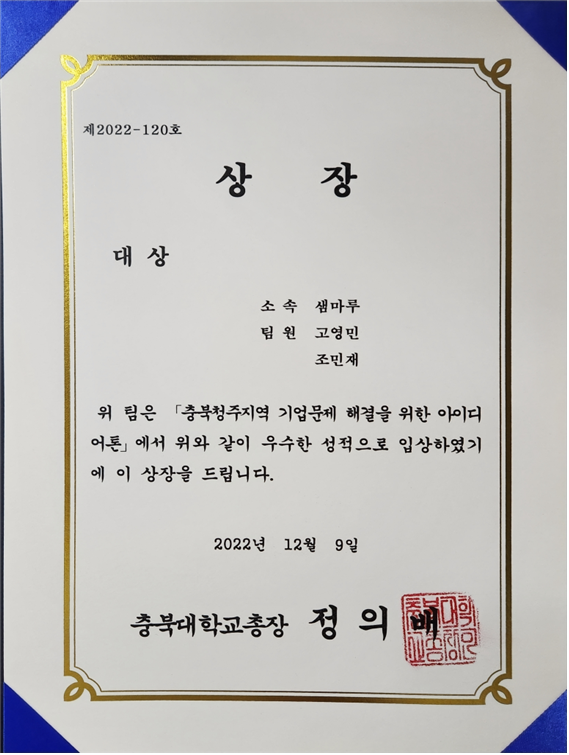 제2022-120호
상 장
대 상
소 속 샘마루
팀 원 고영민
조민재
위 팀은 「충북청주지역 기업문제 해결을 위한 아이디
어톤」에서 위와 같이 우수한 성적으로 입상하였기
에 이 상장을 드립니다.
2022년 12월 9일
충북대학교총장 정 의 배
충북대학
교총장인